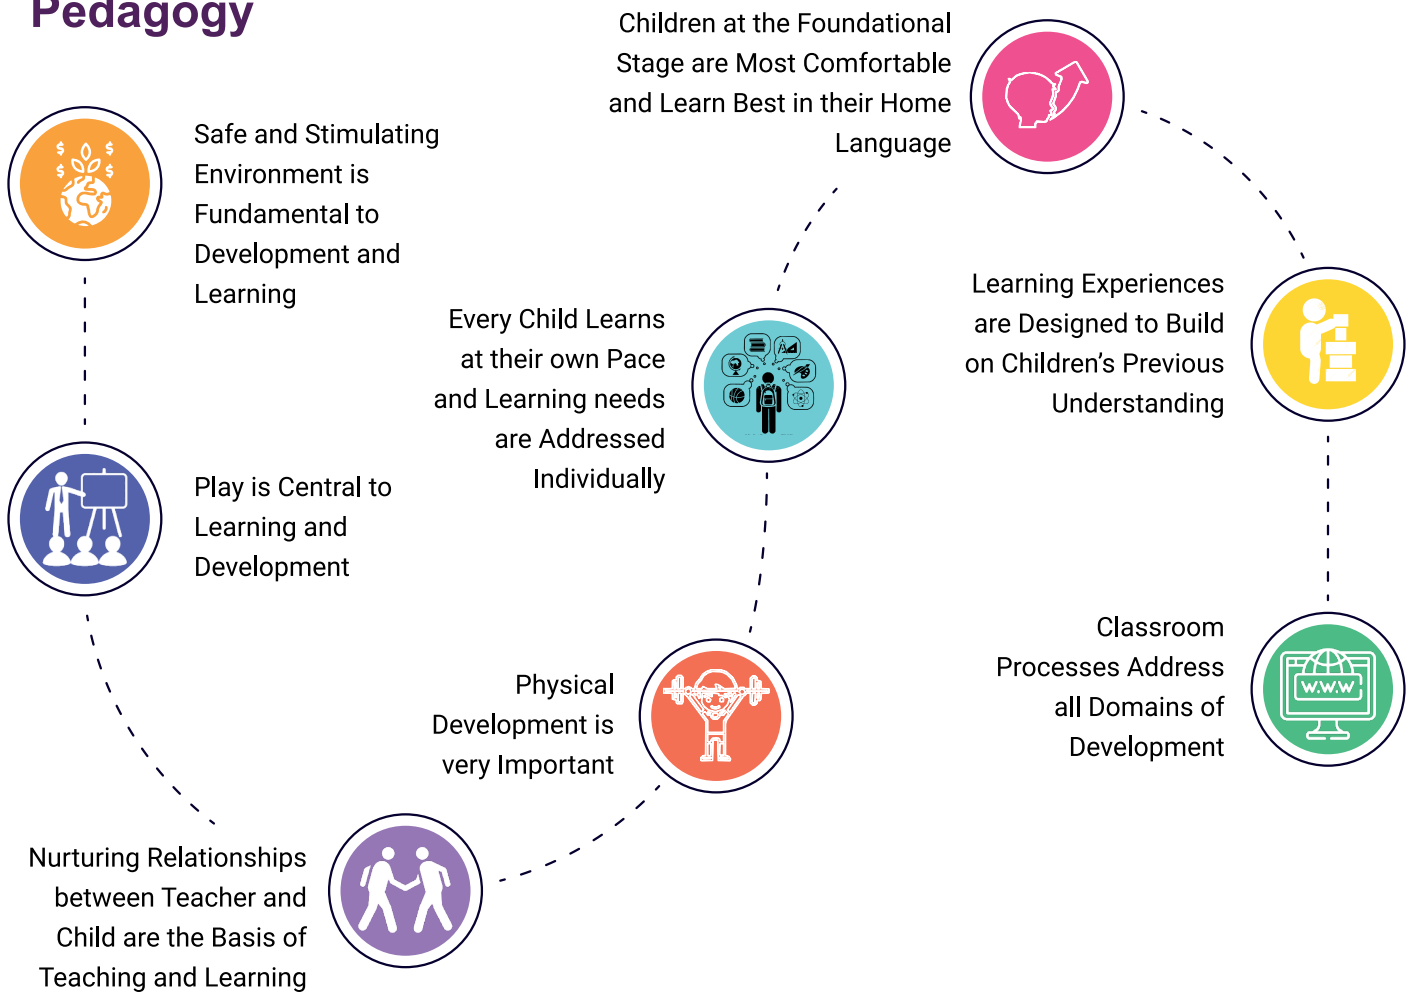 Pedagogy
Safe and Stimulating
Environment is
Fundamental to
Development and
Learning
Play is Central to
Learning and
Development
Nurturing Relationships
between Teacher and
Child are the Basis of
Teaching and Learning
Physical
Development is
very Important
Every Child Learns
at their own Pace
and Learning needs
are Addressed
Individually
Children at the Foundational
Stage are Most Comfortable
and Learn Best in their Home
Language
Learning Experiences
are Designed to Build
on Children’s Previous
Understanding
Classroom
Processes Address
all Domains of
Development
W.W.W